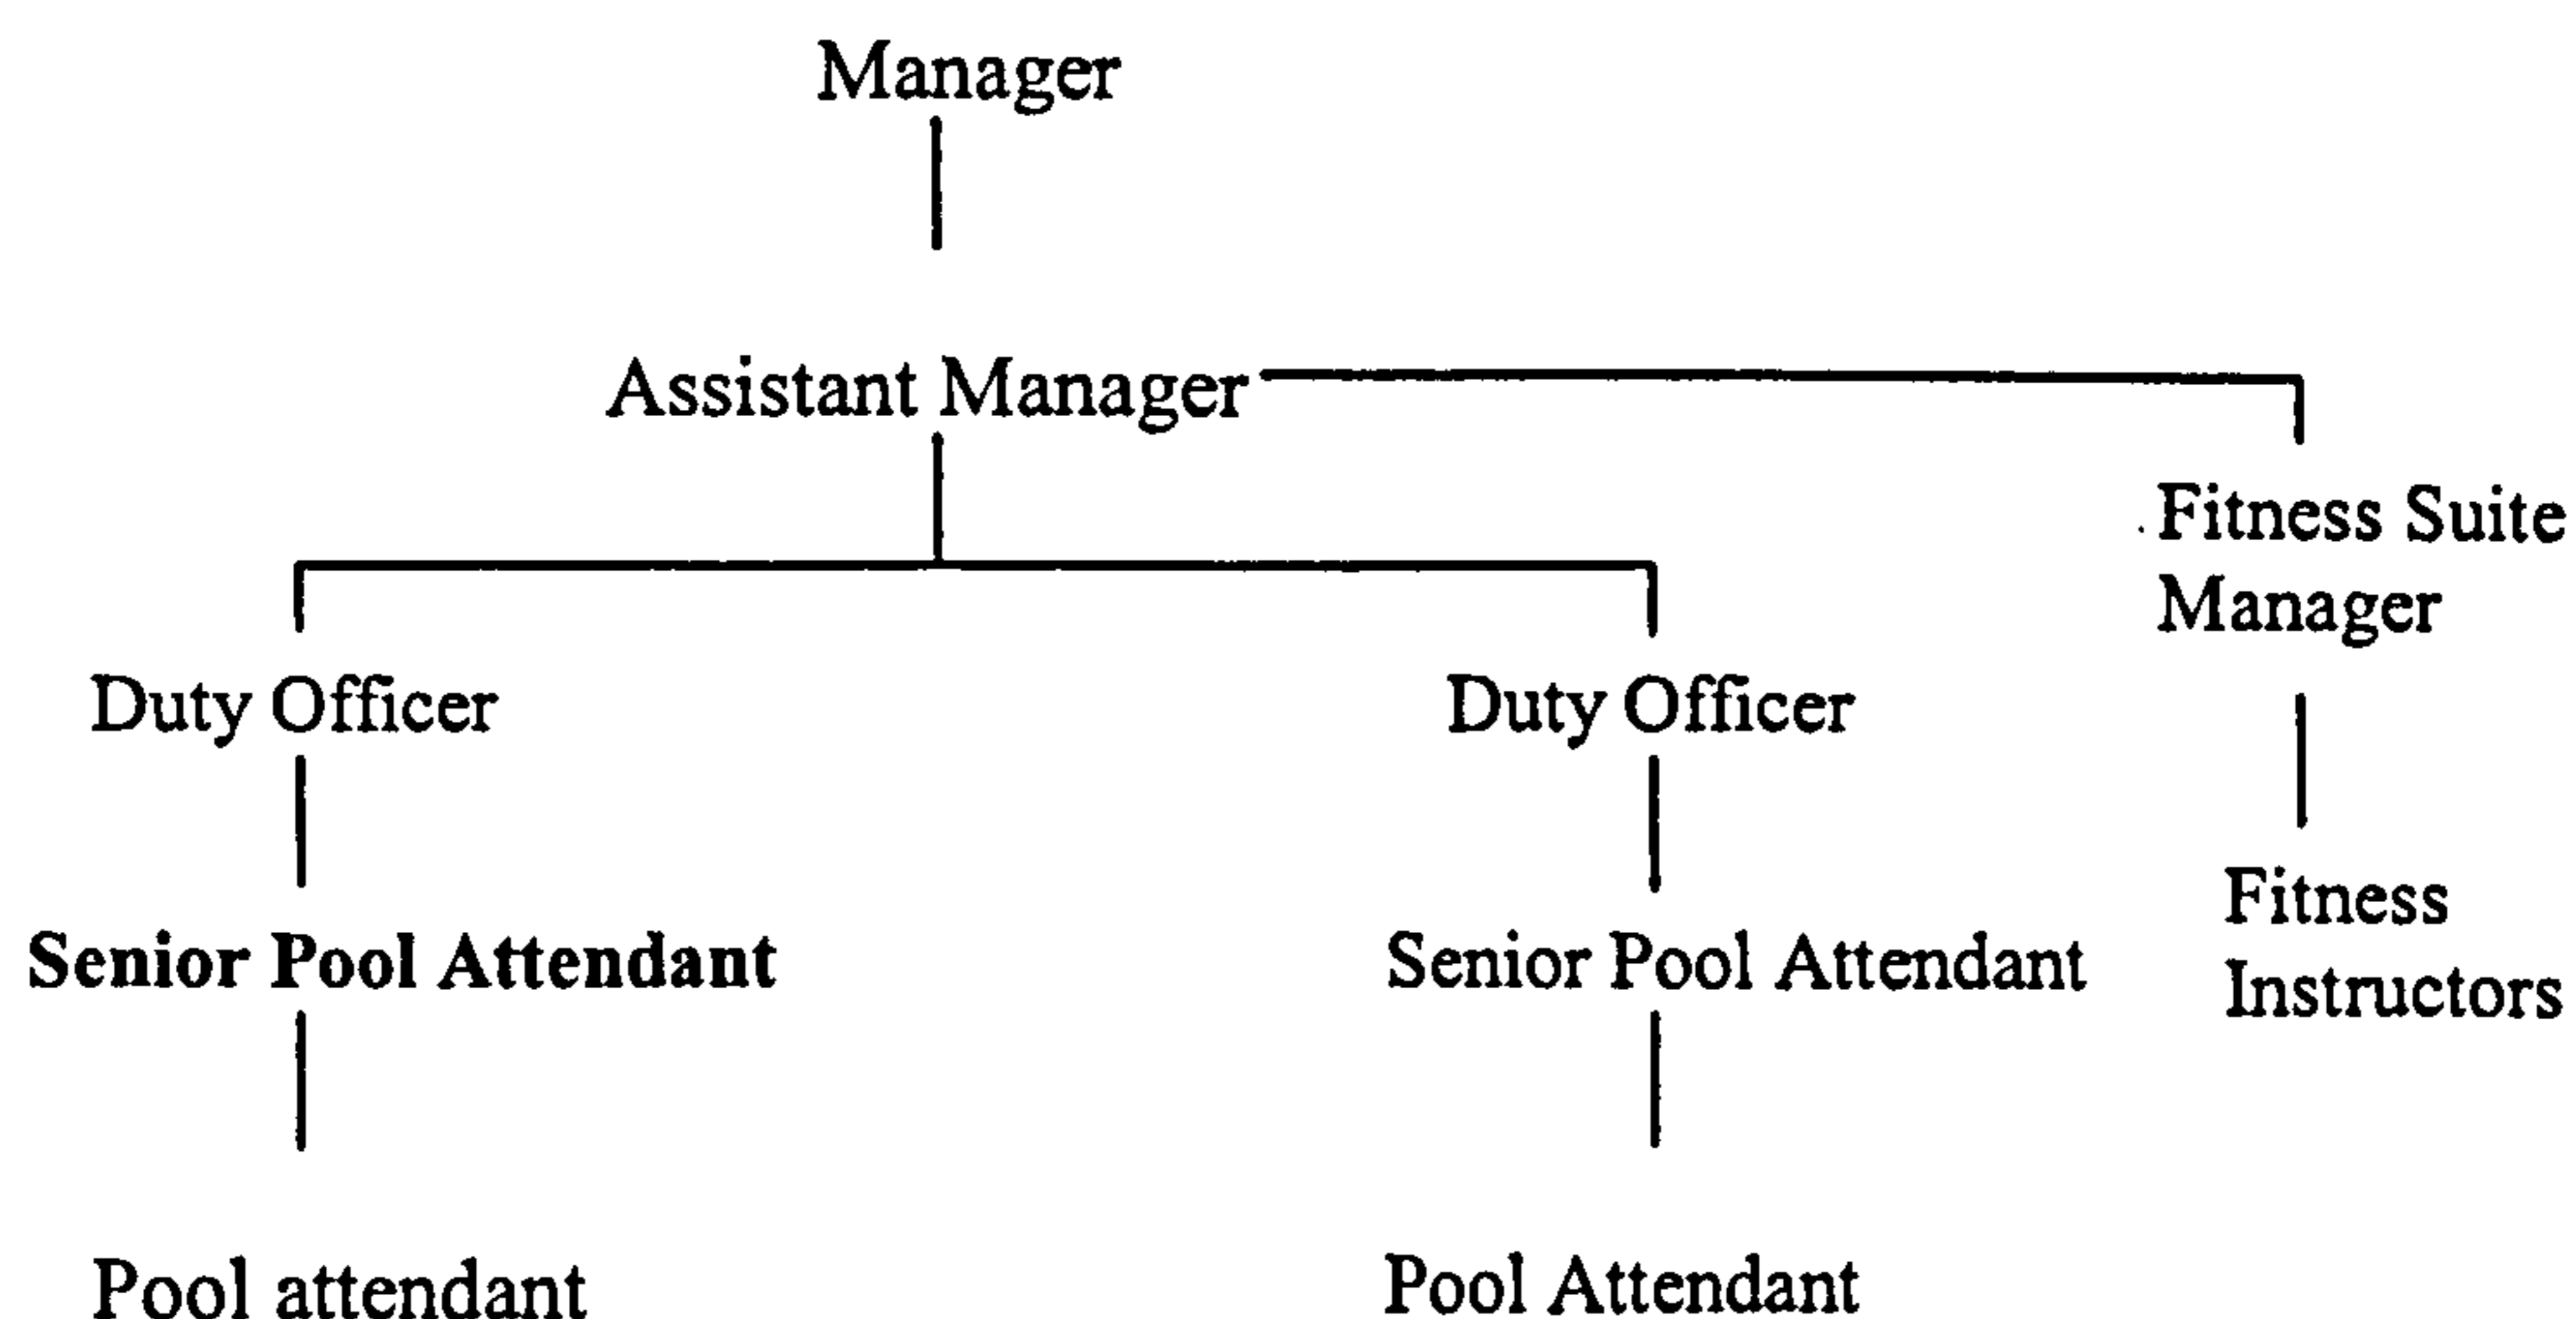 Manager
Assistant Manager
Fitness Suite
Manager
Duty Officer
Duty Officer
Senior Pool Attendant
Senior Pool Attendant
Fitness
Instructors
Pool attendant
Pool Attendant